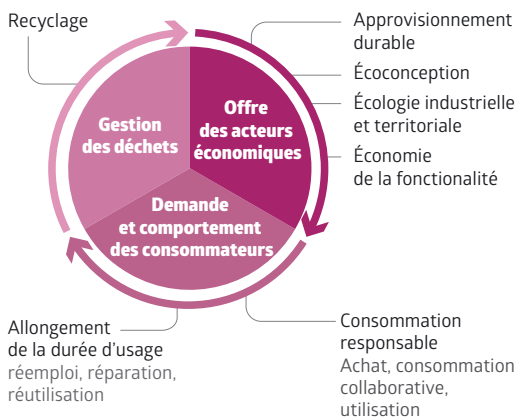 Recyclage
Approvisionnement
durable
Écoconception
Écologie industrielle
et territoriale
Économie
de la fonctionalité
Gestion
des déchets
Offre
des acteurs
économiques
Demande
et comportement
des consommateurs
Allongement
de la durée d'usage
réemploi, réparation,
réutilisation
Consommation
responsable
Achat, consommation
collaborative,
utilisation